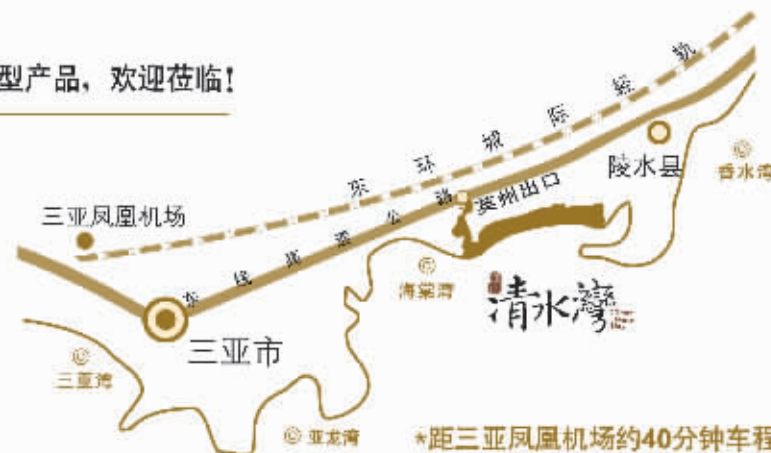 型产品，欢迎莅临！
东环城际轻轨
陵水县
香水湾
英州出口
三亚凤凰机场
东线高速公路
海棠湾
清水湾
三亚市
三亚湾
亚龙湾
*距三亚凤凰机场约40分钟车程